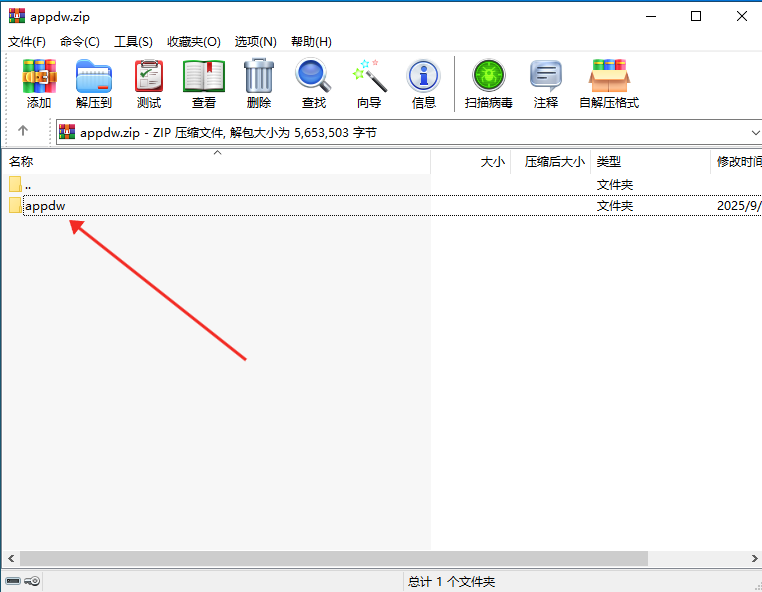 appdw.zip
文件(F) 命令(C) 工具(S) 收藏夹(O) 选项(N) 帮助(H)
添加 解压到 测试 查看 删除 查找 向导 信息 扫描病毒 注释 自解压格式
appdw.zip - ZIP 压缩文件, 解包大小为 5,653,503 字节
名称 大小 压缩后大小 类型 修改时间
.. 文件夹
appdw 文件夹 2025/9/
总计 1 个文件夹